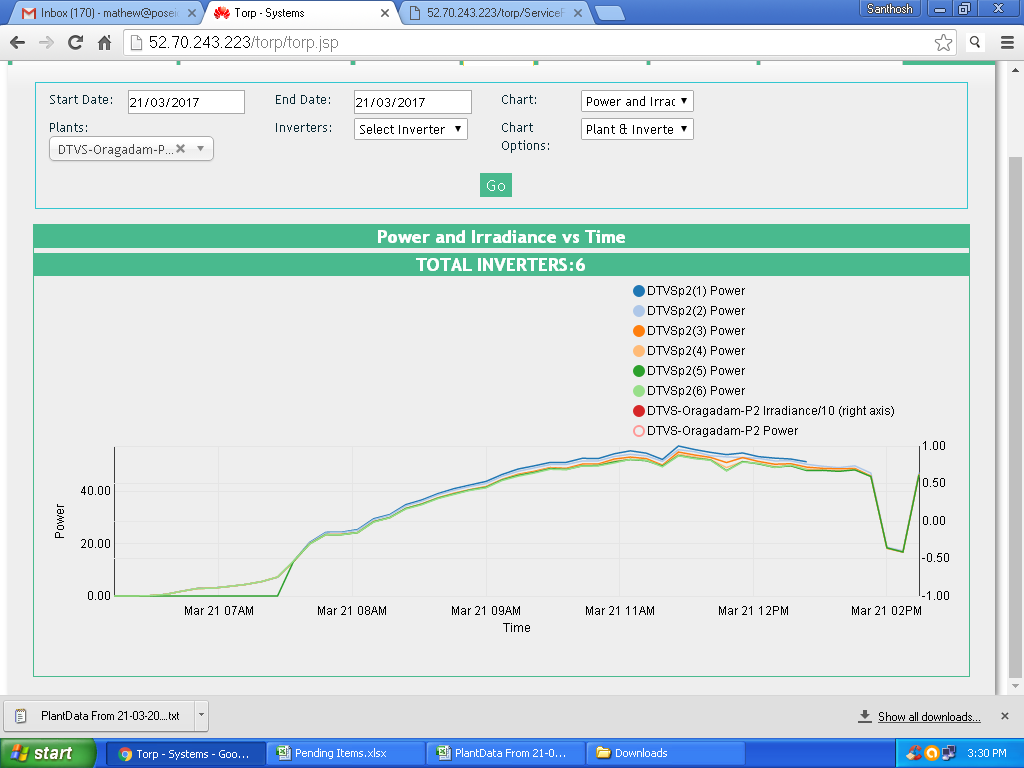 Inbox (170) - mathew@posei
Torp - Systems
52.70.243.223/torp/Service
Santhosh
52.70.243.223/torp/torp.jsp
Start Date: 21/03/2017 End Date: 21/03/2017 Chart: Power and Irrac
Plants: Inverters: Select Inverter Chart Options: Plant & Inverte
DTVS-Oragadam-P...
Go
Power and Irradiance vs Time
TOTAL INVERTERS:6
DTVSp2(1) Power
DTVSp2(2) Power
DTVSp2(3) Power
DTVSp2(4) Power
DTVSp2(5) Power
DTVSp2(6) Power
DTVS-Oragadam-P2 Irradiance/10 (right axis)
DTVS-Oragadam-P2 Power
1.00
40.00 0.50
Power
0.00
20.00
-0.50
0.00 -1.00
Mar 21 07AM Mar 21 08AM Mar 21 09AM Mar 21 11AM Mar 21 12PM Mar 21 02PM
Time
PlantData From 21-03-20....txt
Show all downloads...
start
Torp - Systems - Goo...
Pending Items.xlsx
PlantData From 21-0...
Downloads
3:30 PM